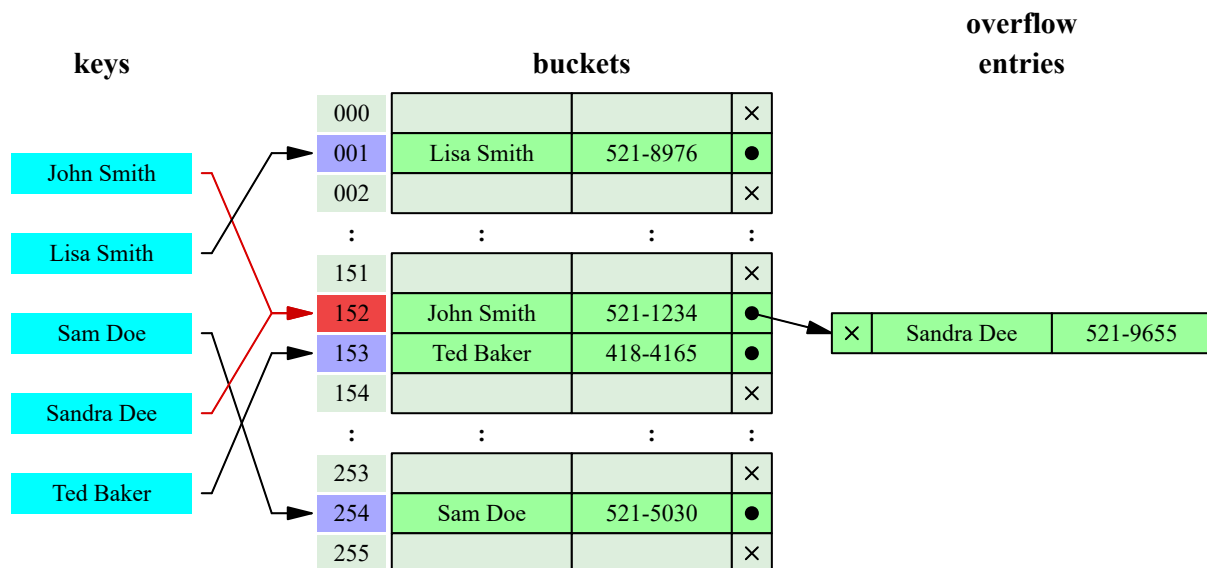 overflow
keys buckets entries
000
001 Lisa Smith 521-8976
John Smith
002
: : : :
Lisa Smith
151
152 John Smith 521-1234
Sam Doe Sandra Dee 521-9655
153 Ted Baker 418-4165
154
Sandra Dee
: : : :
253
Ted Baker
254 Sam Doe 521-5030
255